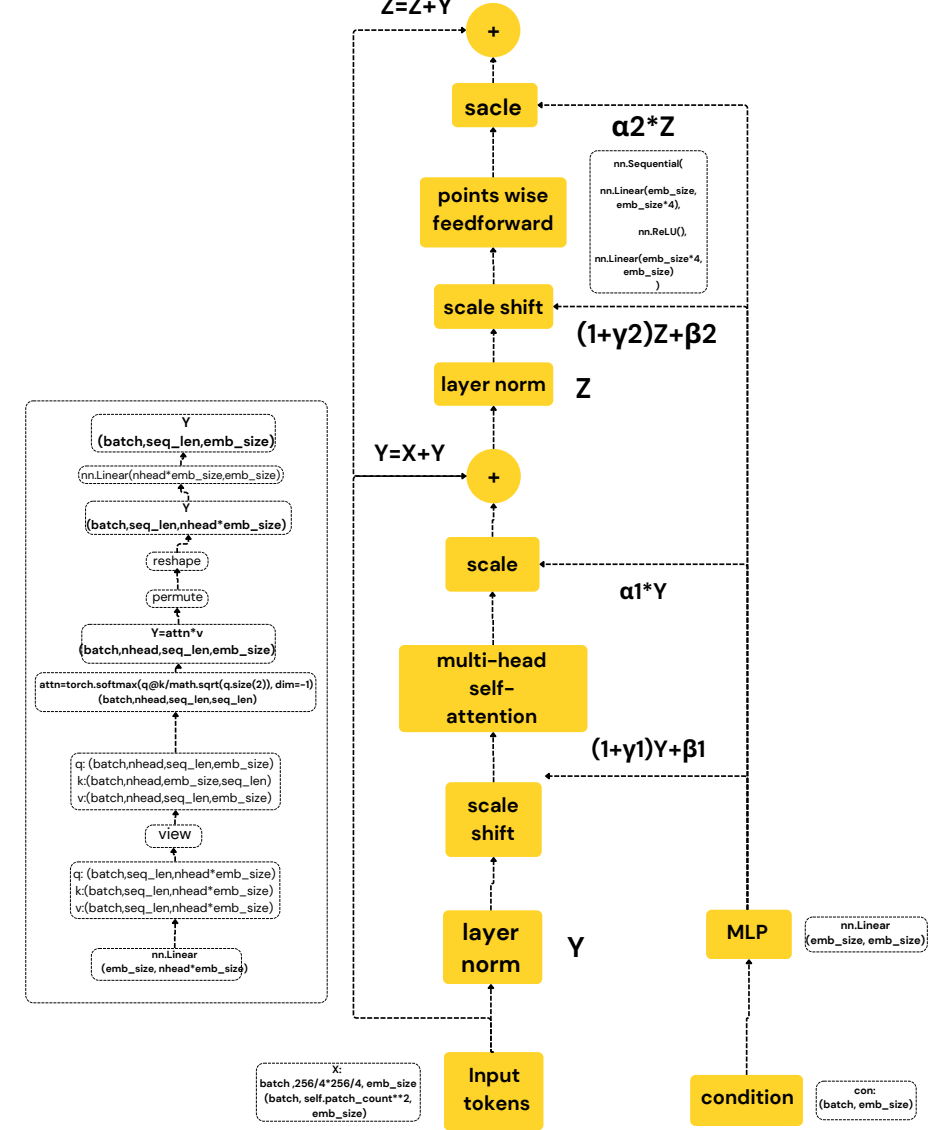 Z=Z+Y
+
sacle
α2*Z
nn.Sequential(
nn.Linear(emb_size,
emb_size*4),
nn.ReLU(),
nn.Linear(emb_size*4,
emb_size)
)
points wise
feedforward
scale shift
(1+γ2)Z+β2
layer norm
Z
Y=X+Y
+
scale
α1*Y
multi-head
self-
attention
(1+γ1)Y+β1
scale
shift
layer
norm
Y
MLP
nn.Linear
(emb_size, emb_size)
Input
tokens
X:
batch ,256/4*256/4, emb_size
(batch, self.patch_count**2,
emb_size)
condition
con:
(batch, emb_size)
Y
(batch,seq_len,emb_size)
nn.Linear(nhead*emb_size,emb_size)
Y
(batch,seq_len,nhead*emb_size)
reshape
permute
Y=attn*v
(batch,nhead,seq_len,emb_size)
attn=torch.softmax(q@k/math.sqrt(q.size(2)), dim=-1)
(batch,nhead,seq_len,seq_len)
q: (batch,nhead,seq_len,emb_size)
k:(batch,nhead,emb_size,seq_len)
v:(batch,nhead,seq_len,emb_size)
view
q: (batch,seq_len,nhead*emb_size)
k:(batch,seq_len,nhead*emb_size)
v:(batch,seq_len,nhead*emb_size)
nn.Linear
(emb_size, nhead*emb_size)